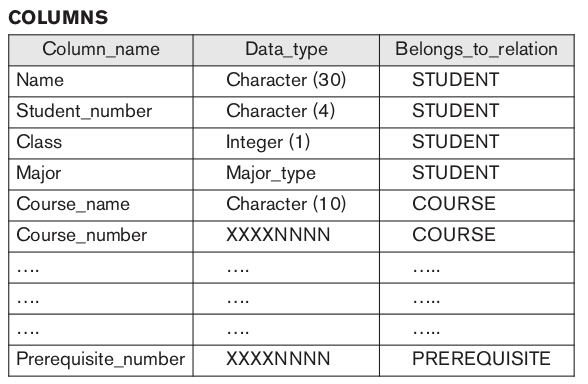 COLUMNS
Column_name Data_type Belongs_to_relation
Name Character (30) STUDENT
Student_number Character (4) STUDENT
Class Integer (1) STUDENT
Major Major_type STUDENT
Course_name Character (10) COURSE
Course_number XXXXNNNN COURSE
.... .... .....
.... .... .....
.... .... .....
Prerequisite_number XXXXNNNN PREREQUISITE